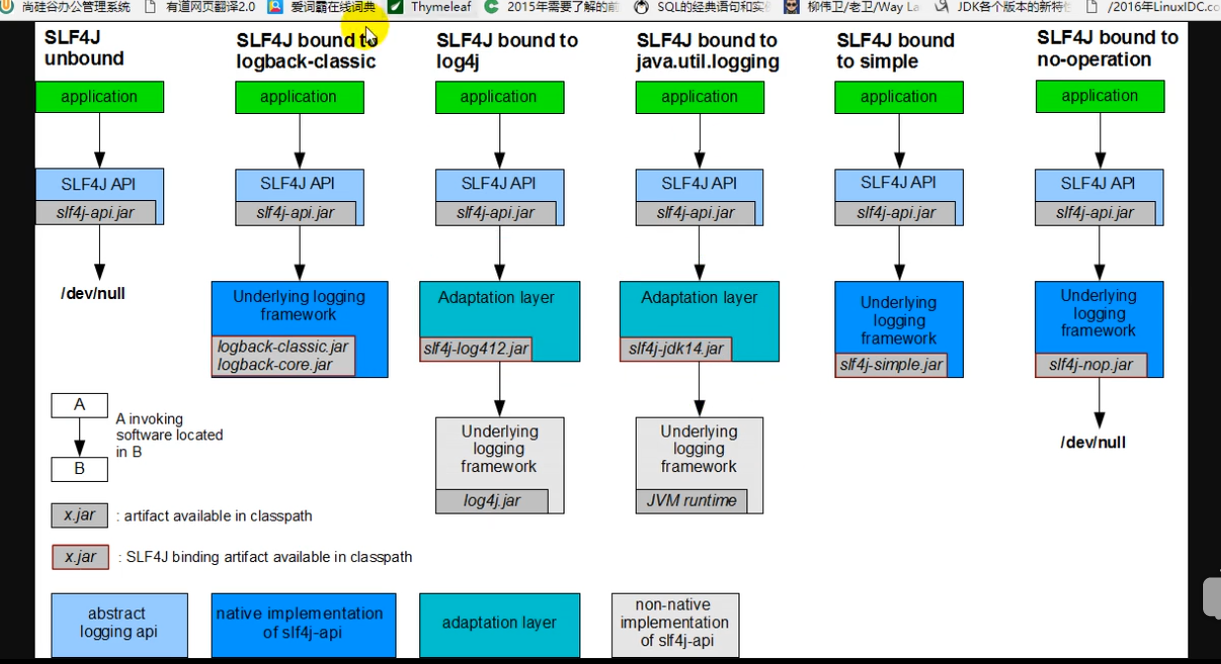 尚硅谷办公管理系统 有道网页翻译2.0 爱词霸在线词典 Thymeleaf 2015年需要了解的前 SQL的经典语句和实 柳伟卫/老卫/Way La JDK各个版本的新特 /2016年LinuxIDC.co
SLF4J
unbound
application
SLF4J API
slf4j-api.jar
/dev/null
SLF4J bound to
logback-classic
application
SLF4J API
slf4j-api.jar
Underlying logging
framework
logback-classic.jar
logback-core.jar
SLF4J bound to
log4j
application
SLF4J API
slf4j-api.jar
Adaptation layer
slf4j-log412.jar
Underlying
logging
framework
log4j.jar
SLF4J bound to
java.util.logging
application
SLF4J API
slf4j-api.jar
Adaptation layer
slf4j-jdk14.jar
Underlying
logging
framework
JVM runtime
SLF4J bound
to simple
application
SLF4J API
slf4j-api.jar
Underlying
logging
framework
slf4j-simple.jar
SLF4J bound to
no-operation
application
SLF4J API
slf4j-api.jar
Underlying
logging
framework
slf4j-nop.jar
/dev/null
A
B
A invoking
software located
in B
x.jar : artifact available in classpath
x.jar : SLF4J binding artifact available in classpath
abstract
logging api
native implementation
of slf4j-api
adaptation layer
non-native
implementation
of slf4j-api